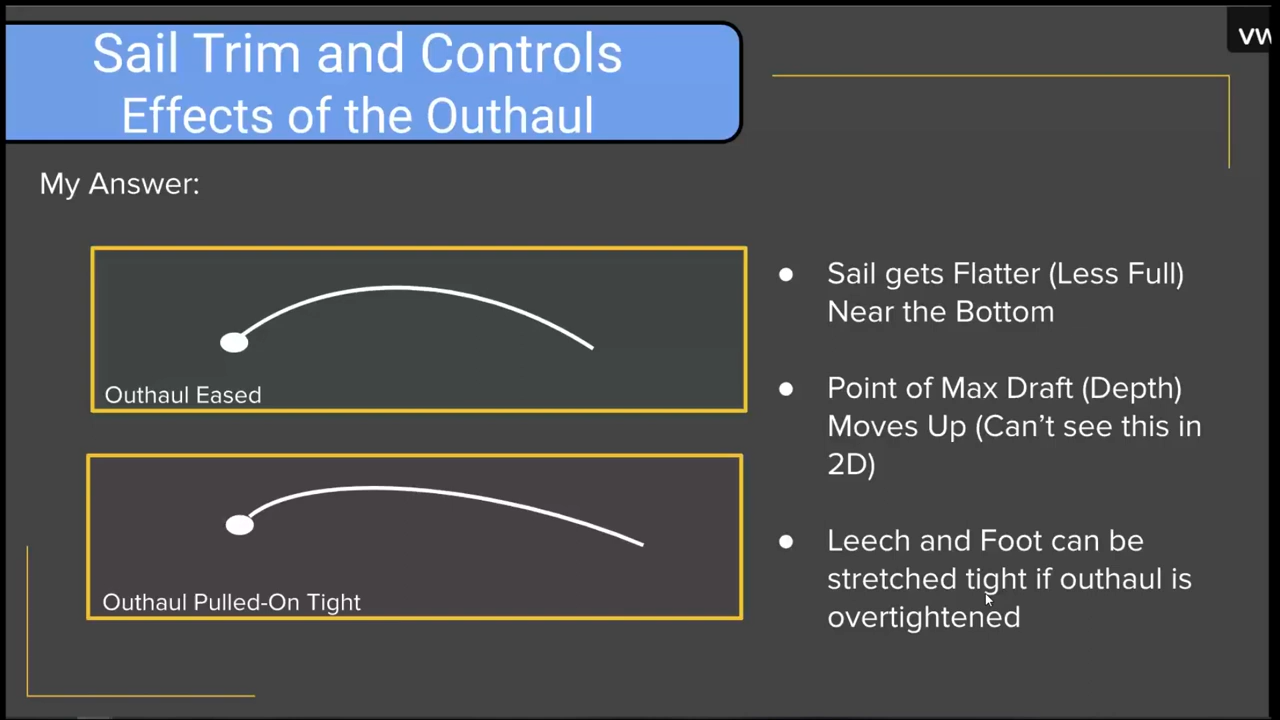 Sail Trim and Controls
Effects of the Outhaul
VW
My Answer:
Outhaul Eased
Outhaul Pulled-On Tight
● Sail gets Flatter (Less Full)
Near the Bottom
● Point of Max Draft (Depth)
Moves Up (Can’t see this in
2D)
● Leech and Foot can be
stretched tight if outhaul is
overtightened